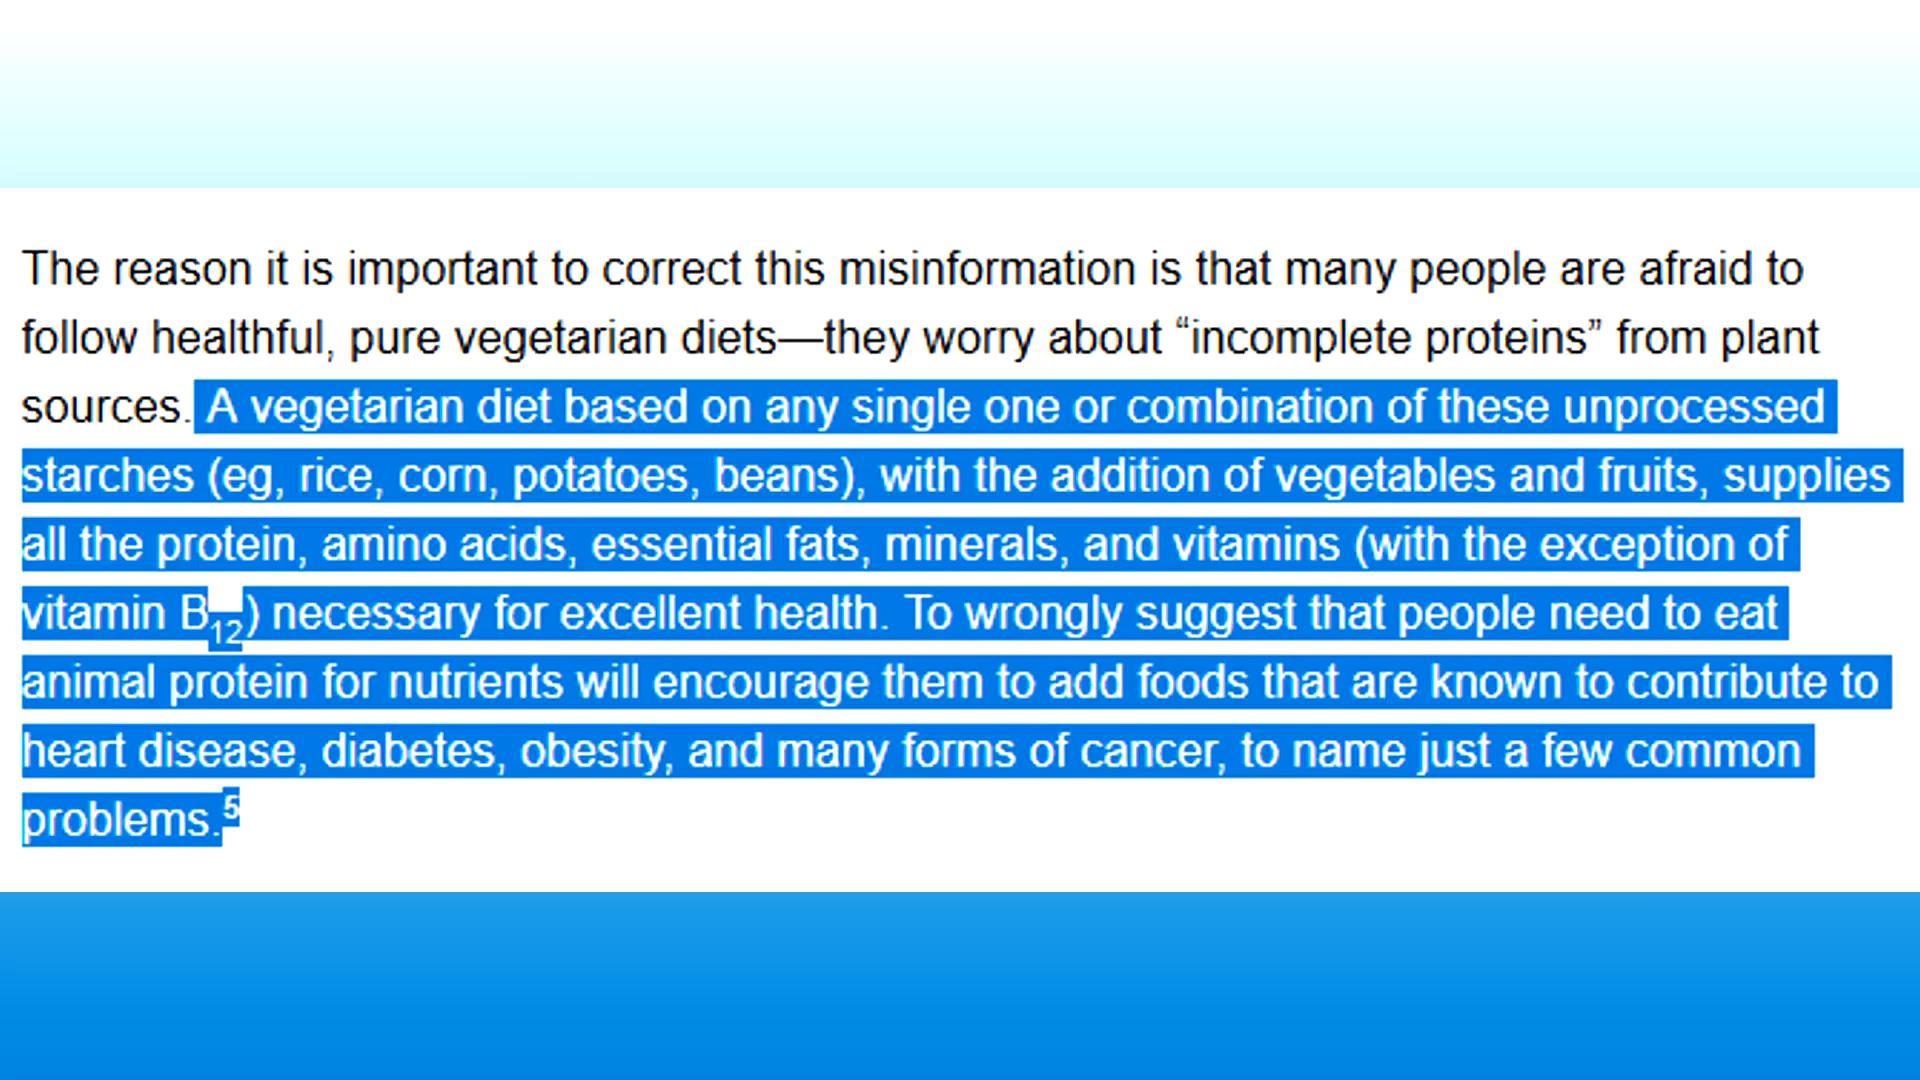 The reason it is important to correct this misinformation is that many people are afraid to
follow healthful, pure vegetarian diets—they worry about “incomplete proteins” from plant
sources. A vegetarian diet based on any single one or combination of these unprocessed
starches (eg, rice, corn, potatoes, beans), with the addition of vegetables and fruits, supplies
all the protein, amino acids, essential fats, minerals, and vitamins (with the exception of
vitamin B12) necessary for excellent health. To wrongly suggest that people need to eat
animal protein for nutrients will encourage them to add foods that are known to contribute to
heart disease, diabetes, obesity, and many forms of cancer, to name just a few common
problems.5